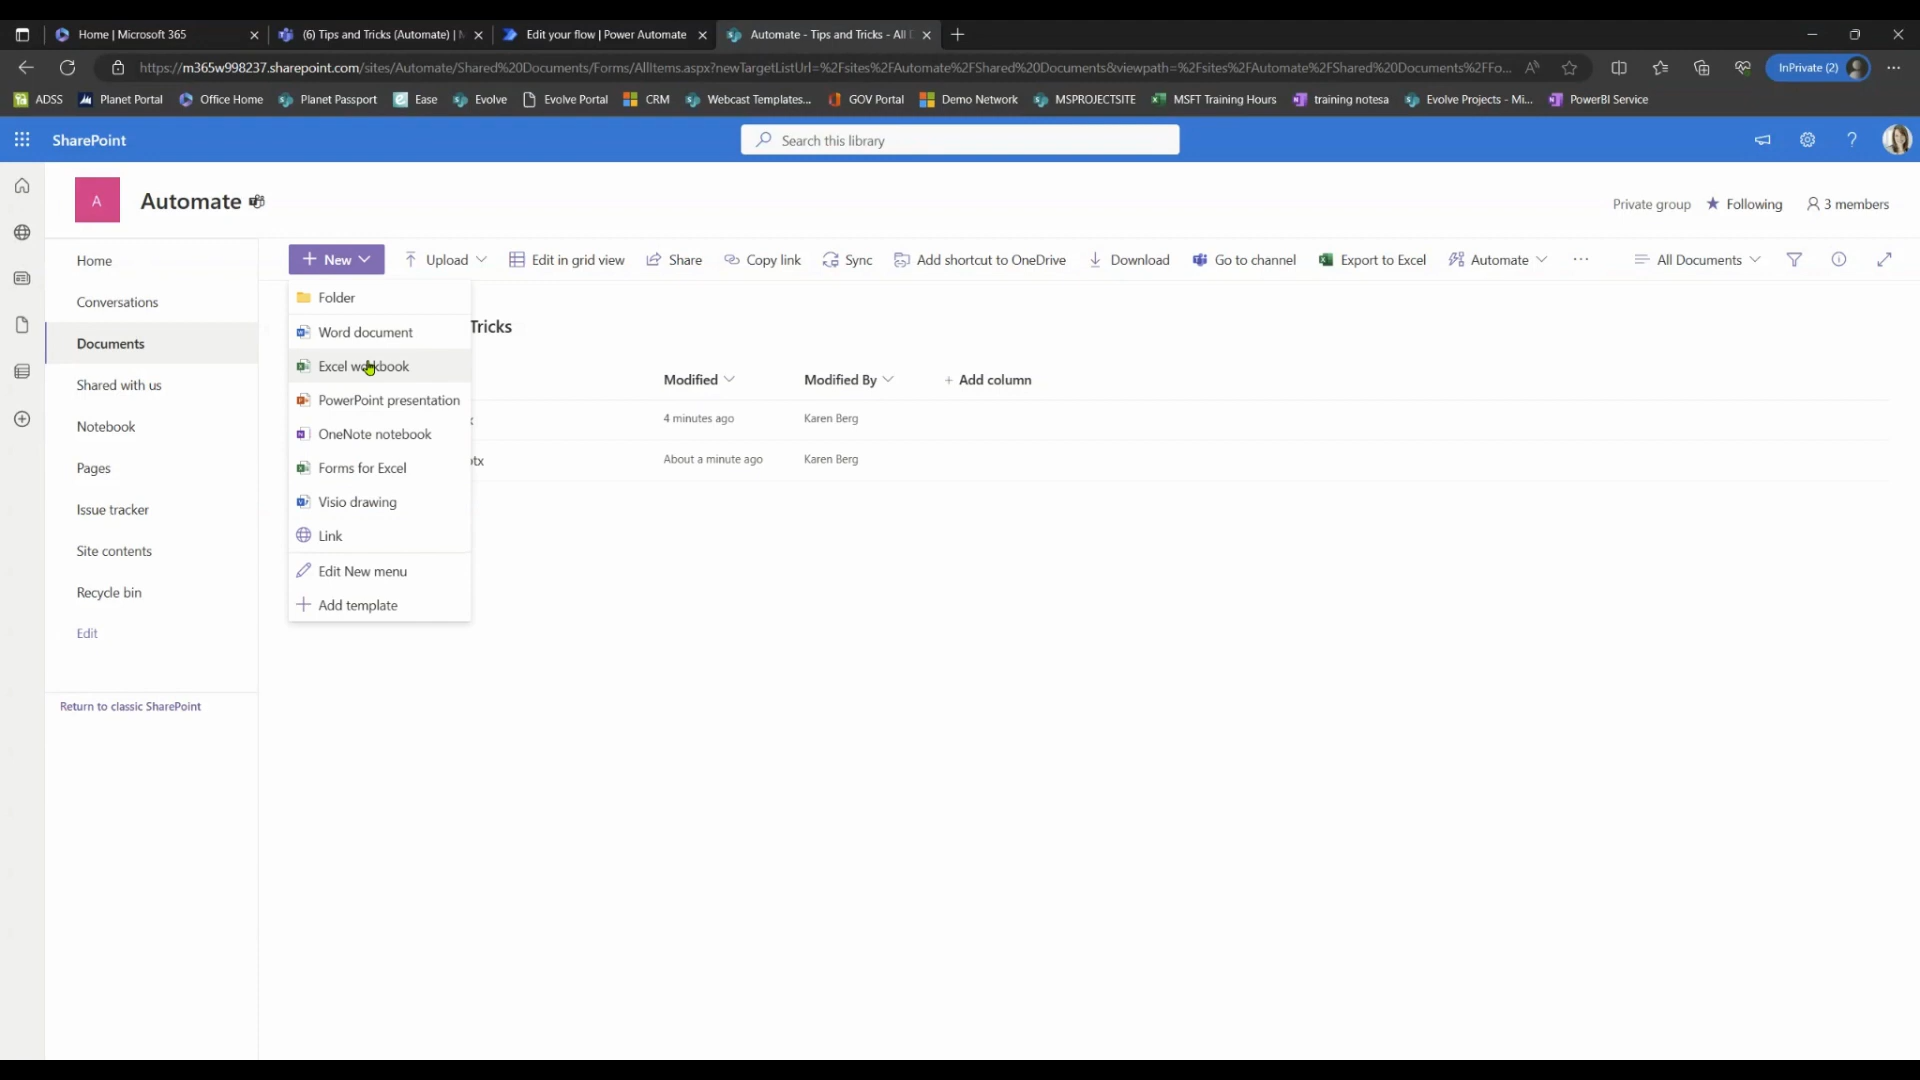 Home | Microsoft 365
(6) Tips and Tricks (Automate) | M
Edit your flow | Power Automate
Automate - Tips and Tricks - All D
https://m365w998237.sharepoint.com/sites/Automate/Shared%20Documents/Forms/AllItems.aspx?newTargetListUrl=%2Fsites%2FAutomate%2FShared%20Documents&viewpath=%2Fsites%2FAutomate%2FShared%20Documents%2FFo...
InPrivate (2)
ADSS
Planet Portal
Office Home
Planet Passport
Ease
Evolve
Evolve Portal
CRM
Webcast Templates...
GOV Portal
Demo Network
MSPROJECTSITE
MSFT Training Hours
training notesa
Evolve Projects - Mi...
PowerBI Service
SharePoint
Search this library
A
Automate
Private group
Following
3 members
Home
Conversations
Documents
Shared with us
Notebook
Pages
Issue tracker
Site contents
Recycle bin
Edit
Return to classic SharePoint
New
Upload
Edit in grid view
Share
Copy link
Sync
Add shortcut to OneDrive
Download
Go to channel
Export to Excel
Automate
All Documents
Folder
Word document
Excel workbook
PowerPoint presentation
OneNote notebook
Forms for Excel
Visio drawing
Link
Edit New menu
Add template
Tricks
Modified
Modified By
+ Add column
x
4 minutes ago
Karen Berg
otx
About a minute ago
Karen Berg